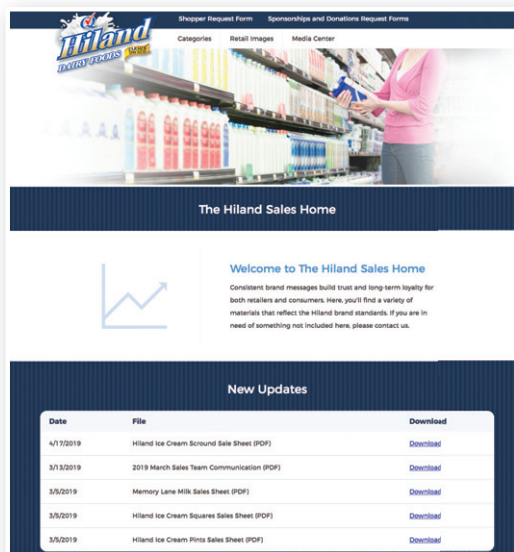 Shopper Request Form Sponsorships and Donations Request Forms
Hiland
DAIRY FOODS
Categories Retail Images Media Center
The Hiland Sales Home
Welcome to The Hiland Sales Home
Consistent brand messages build trust and long-term loyalty for
both retailers and consumers. Here, you'll find a variety of
materials that reflect the Hiland brand standards. If you are in
need of something not included here, please contact us.
New Updates
Date File Download
4/17/2019 Hiland Ice Cream Scround Sale Sheet (PDF) Download
3/13/2019 2019 March Sales Team Communication (PDF) Download
3/5/2019 Memory Lane Milk Sales Sheet (PDF) Download
3/5/2019 Hiland Ice Cream Squares Sales Sheet (PDF) Download
3/5/2019 Hiland Ice Cream Pints Sales Sheet (PDF) Download